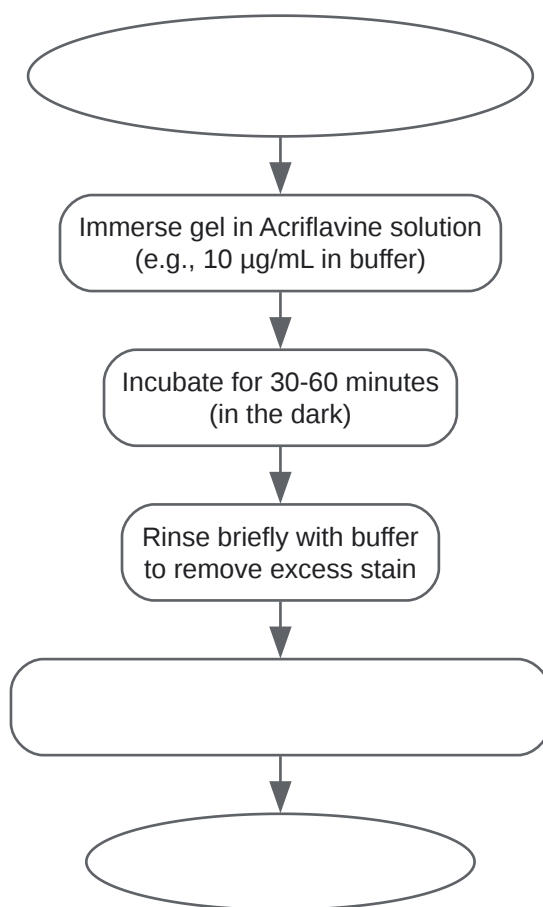 Immerse gel in Acriflavine solution
(e.g., 10 µg/mL in buffer)
Incubate for 30-60 minutes
(in the dark)
Rinse briefly with buffer
to remove excess stain